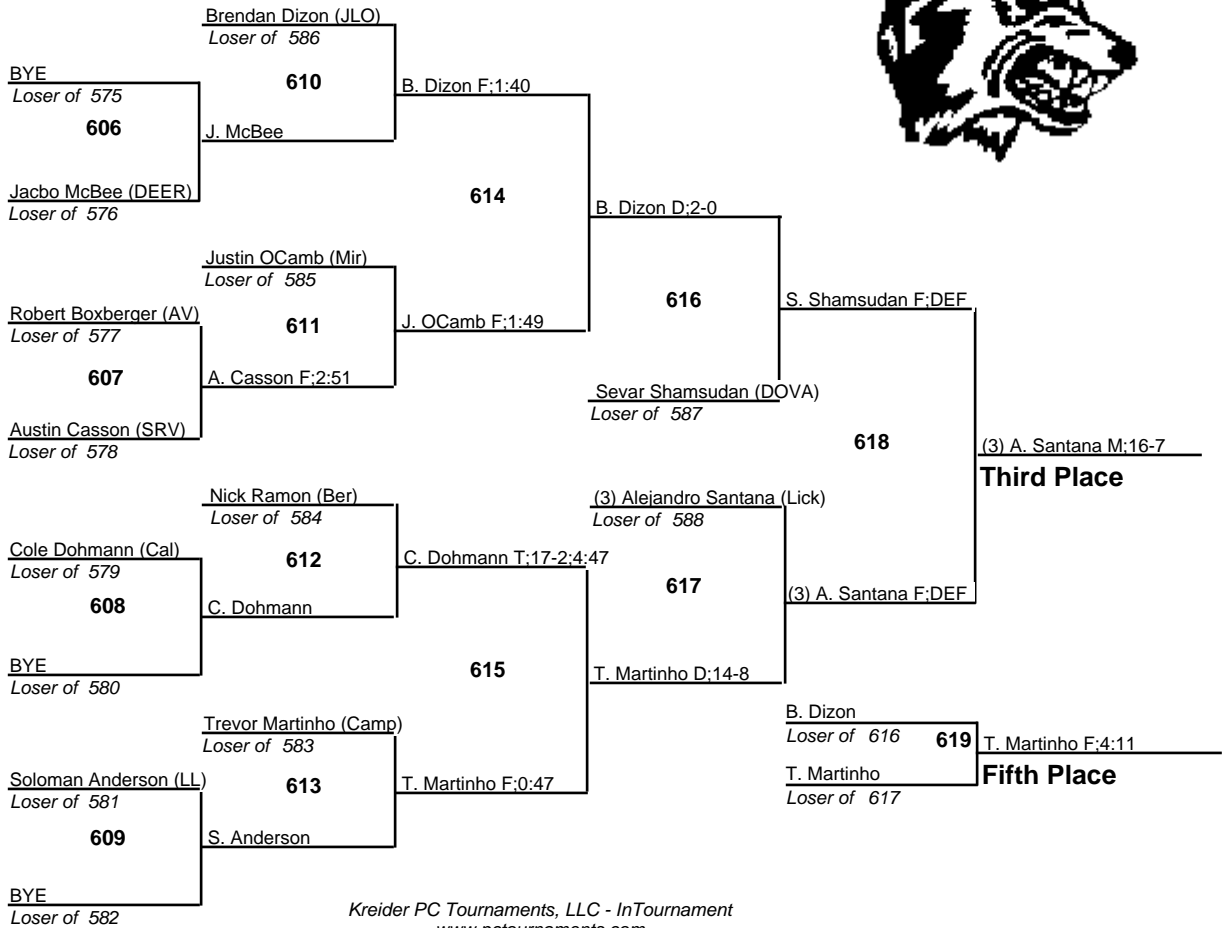 Brendan Dizon (JLO)
Loser of 586
BYE
Loser of 575
610
B. Dizon F;1:40
606
J. McBee
Jacbo McBee (DEER)
Loser of 576
614
B. Dizon D;2-0
Justin OCamb (Mir)
Loser of 585
Robert Boxberger (AV)
Loser of 577
611
J. OCamb F;1:49
616
S. Shamsudan F;DEF
607
A. Casson F;2:51
Sevar Shamsudan (DOVA)
Loser of 587
Austin Casson (SRV)
Loser of 578
618
(3) A. Santana M;16-7
Third Place
Nick Ramon (Ber)
Loser of 584
(3) Alejandro Santana (Lick)
Loser of 588
Cole Dohmann (Cal)
Loser of 579
612
C. Dohmann T;17-2;4:47
617
(3) A. Santana F;DEF
608
C. Dohmann
BYE
Loser of 580
615
T. Martinho D;14-8
Trevor Martinho (Camp)
Loser of 583
B. Dizon
Loser of 616
619
T. Martinho F;4:11
Fifth Place
T. Martinho
Loser of 617
Soloman Anderson (LL)
Loser of 581
613
T. Martinho F;0:47
609
S. Anderson
BYE
Loser of 582
Kreider PC Tournaments, LLC - InTournament
www.pctournaments.com